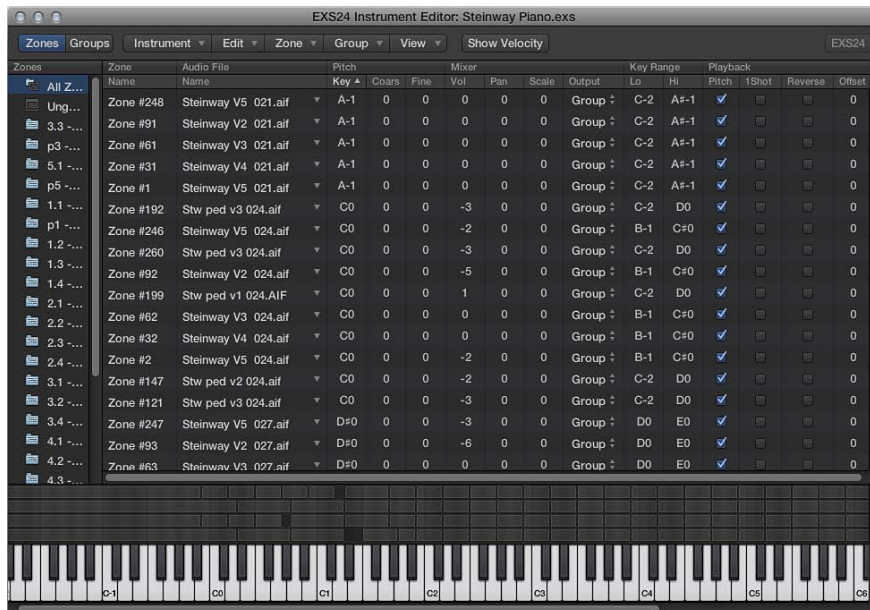 EXS24 Instrument Editor: Steinway Piano.exs
Zones Groups Instrument Edit Zone Group View Show Velocity EXS24
Zones Zone Audio File Pitch Mixer Key Range Playback
Name Name Key Coars Fine Vol Pan Scale Output Lo Hi Pitch 1Shot Reverse Offset
All Z...
Ung...
3.3 -...
p3 -...
5.1 -...
p5 -...
1.1 -...
p1 -...
1.2 -...
1.3 -...
1.4 -...
2.1 -...
2.2 -...
2.3 -...
2.4 -...
3.1 -...
3.2 -...
3.4 -...
4.1 -...
4.2 -...
4.3 -...
Zone #248 Steinway V5 021.aif A-1 0 0 0 0 0 Group C-2 A#-1 0
Zone #91 Steinway V2 021.aif A-1 0 0 0 0 0 Group C-2 A#-1 0
Zone #61 Steinway V3 021.aif A-1 0 0 0 0 0 Group C-2 A#-1 0
Zone #31 Steinway V4 021.aif A-1 0 0 0 0 0 Group C-2 A#-1 0
Zone #1 Steinway V5 021.aif A-1 0 0 0 0 0 Group C-2 A#-1 0
Zone #192 Stw ped v3 024.aif C0 0 0 -3 0 0 Group C-2 D0 0
Zone #246 Steinway V5 024.aif C0 0 0 -2 0 0 Group B-1 C#0 0
Zone #260 Stw ped v3 024.aif C0 0 0 -3 0 0 Group C-2 D0 0
Zone #92 Steinway V2 024.aif C0 0 0 -5 0 0 Group B-1 C#0 0
Zone #199 Stw ped v1 024.AIF C0 0 0 1 0 0 Group C-2 D0 0
Zone #62 Steinway V3 024.aif C0 0 0 0 0 0 Group B-1 C#0 0
Zone #32 Steinway V4 024.aif C0 0 0 0 0 0 Group B-1 C#0 0
Zone #2 Steinway V5 024.aif C0 0 0 -2 0 0 Group B-1 C#0 0
Zone #147 Stw ped v2 024.aif C0 0 0 -2 0 0 Group C-2 D0 0
Zone #121 Stw ped v3 024.aif C0 0 0 -3 0 0 Group C-2 D0 0
Zone #247 Steinway V5 027.aif D#0 0 0 -3 0 0 Group D0 E0 0
Zone #93 Steinway V2 027.aif D#0 0 0 -6 0 0 Group D0 E0 0
Zone #63 Steinway V3 027.aif D#0 0 0 0 0 0 Group D0 E0 0
C-1 C0 C1 C2 C3 C4 C5 C6